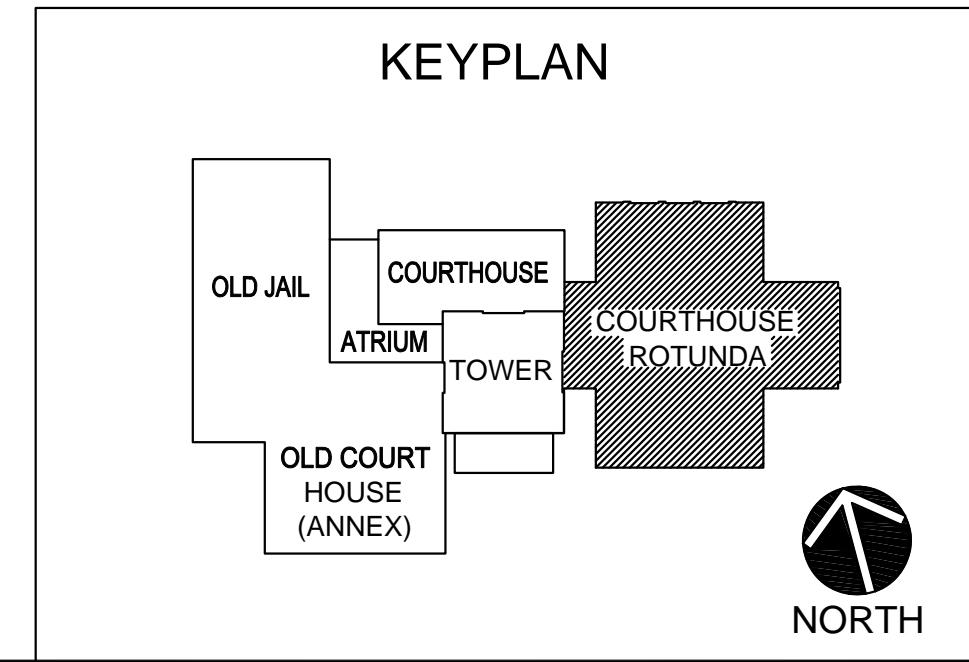 KEYPLAN
OLD JAIL
COURTHOUSE
ATRIUM
TOWER
COURTHOUSE
ROTUNDA
OLD COURT
HOUSE
(ANNEX)
NORTH